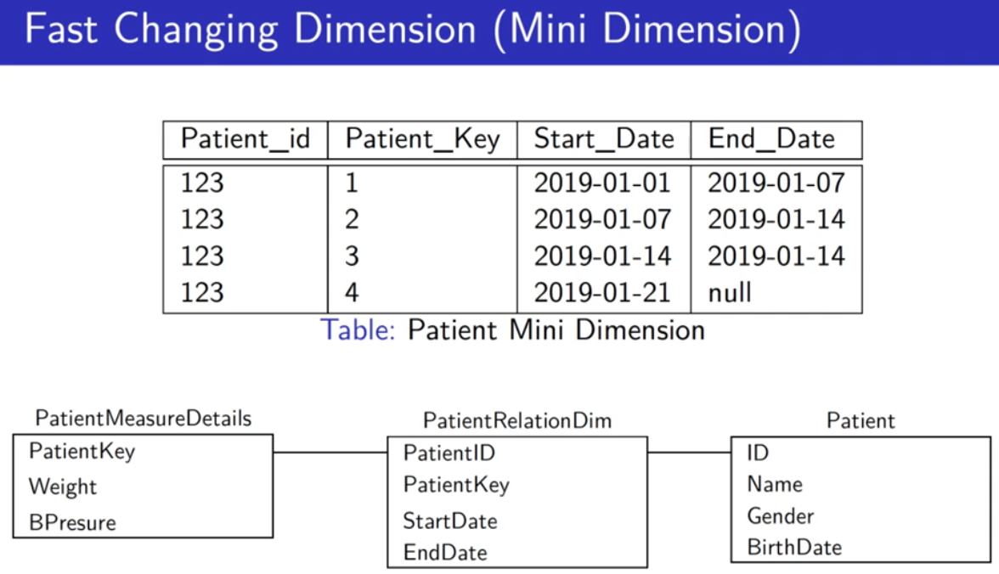 Fast Changing Dimension (Mini Dimension)
Patient_id Patient_Key Start_Date End_Date
123 1 2019-01-01 2019-01-07
123 2 2019-01-07 2019-01-14
123 3 2019-01-14 2019-01-14
123 4 2019-01-21 null
Table: Patient Mini Dimension
PatientMeasureDetails
PatientKey
Weight
BPresure
PatientRelationDim
PatientID
PatientKey
StartDate
EndDate
Patient
ID
Name
Gender
BirthDate